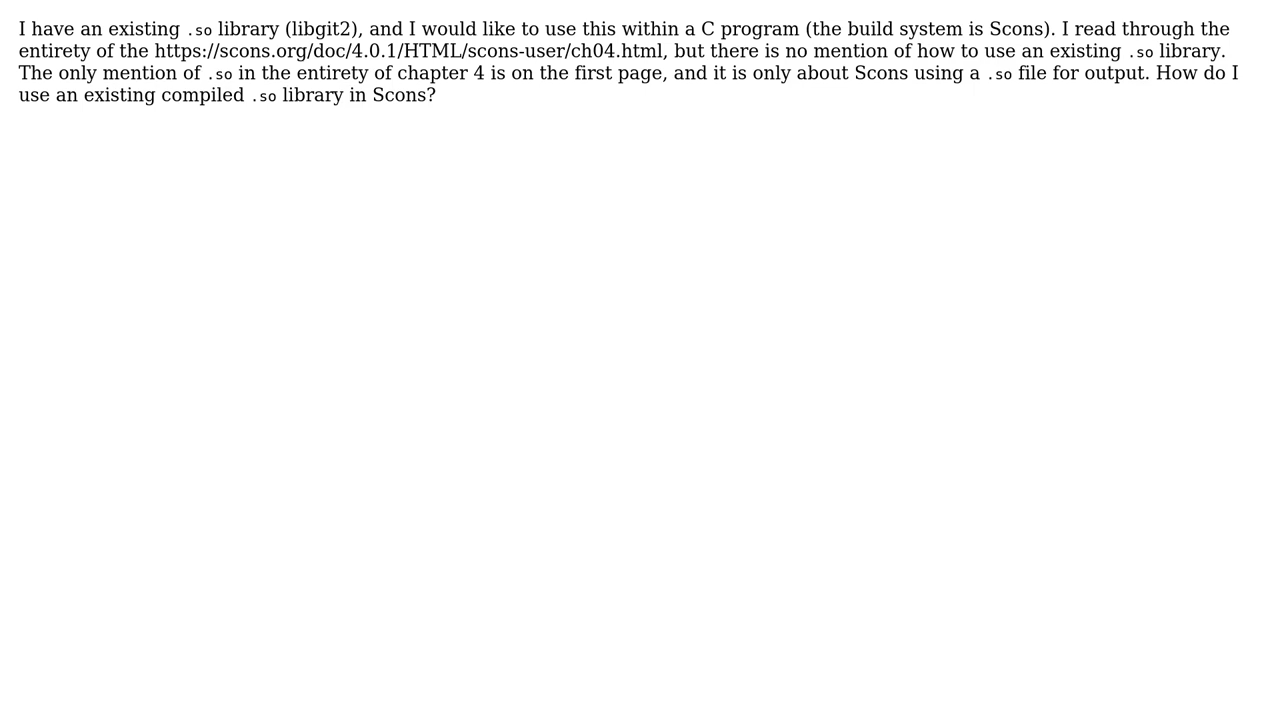 I have an existing .so library (libgit2), and I would like to use this within a C program (the build system is Scons). I read through the
entirety of the https://scons.org/doc/4.0.1/HTML/scons-user/ch04.html, but there is no mention of how to use an existing .so library.
The only mention of .so in the entirety of chapter 4 is on the first page, and it is only about Scons using a .so file for output. How do I
use an existing compiled .so library in Scons?